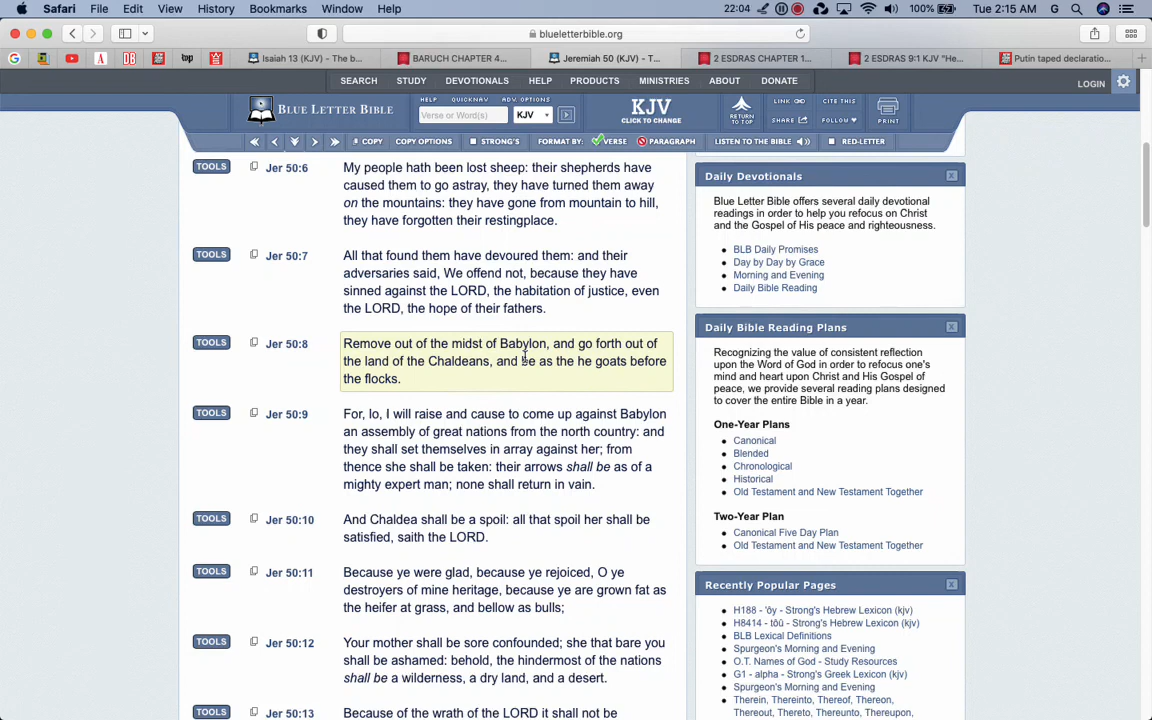 Safari File Edit View History Bookmarks Window Help 22:04 100% Tue 2:15 AM G
blueletterbible.org
Isaiah 13 (KJV) - The b... BARUCH CHAPTER 4... Jeremiah 50 (KJV) - T... 2 ESDRAS CHAPTER 1... 2 ESDRAS 9:1 KJV "He... Putin taped declaratio...
SEARCH STUDY DEVOTIONALS HELP PRODUCTS MINISTRIES ABOUT DONATE LOGIN
BLUE LETTER BIBLE
HELP QUICKNAV ADV. OPTIONS
Verse or Word(s) KJV
KJV
CLICK TO CHANGE
RETURN TO TOP
LINK CITE THIS
SHARE FOLLOW PRINT
COPY COPY OPTIONS STRONG'S FORMAT BY: VERSE PARAGRAPH LISTEN TO THE BIBLE RED-LETTER
TOOLS Jer 50:6 My people hath been lost sheep: their shepherds have
caused them to go astray, they have turned them away
on the mountains: they have gone from mountain to hill,
they have forgotten their restingplace.
TOOLS Jer 50:7 All that found them have devoured them: and their
adversaries said, We offend not, because they have
sinned against the LORD, the habitation of justice, even
the LORD, the hope of their fathers.
TOOLS Jer 50:8 Remove out of the midst of Babylon, and go forth out of
the land of the Chaldeans, and be as the he goats before
the flocks.
TOOLS Jer 50:9 For, lo, I will raise and cause to come up against Babylon
an assembly of great nations from the north country: and
they shall set themselves in array against her; from
thence she shall be taken: their arrows shall be as of a
mighty expert man; none shall return in vain.
TOOLS Jer 50:10 And Chaldea shall be a spoil: all that spoil her shall be
satisfied, saith the LORD.
TOOLS Jer 50:11 Because ye were glad, because ye rejoiced, O ye
destroyers of mine heritage, because ye are grown fat as
the heifer at grass, and bellow as bulls;
TOOLS Jer 50:12 Your mother shall be sore confounded; she that bare you
shall be ashamed: behold, the hindermost of the nations
shall be a wilderness, a dry land, and a desert.
TOOLS Jer 50:13 Because of the wrath of the LORD it shall not be
Daily Devotionals
Blue Letter Bible offers several daily devotional
readings in order to help you refocus on Christ
and the Gospel of His peace and righteousness.
BLB Daily Promises
Day by Day by Grace
Morning and Evening
Daily Bible Reading
Daily Bible Reading Plans
Recognizing the value of consistent reflection
upon the Word of God in order to refocus one's
mind and heart upon Christ and His Gospel of
peace, we provide several reading plans designed
to cover the entire Bible in a year.
One-Year Plans
Canonical
Blended
Chronological
Historical
Old Testament and New Testament Together
Two-Year Plan
Canonical Five Day Plan
Old Testament and New Testament Together
Recently Popular Pages
H188 - 'ôy - Strong's Hebrew Lexicon (kjv)
H8414 - tôû - Strong's Hebrew Lexicon (kjv)
BLB Lexical Definitions
Spurgeon's Morning and Evening
O.T. Names of God - Study Resources
G1 - alpha - Strong's Greek Lexicon (kjv)
Spurgeon's Morning and Evening
Therein, Thereinto, Thereof, Thereon,
Thereout, Thereto, Thereunto, Thereupon,